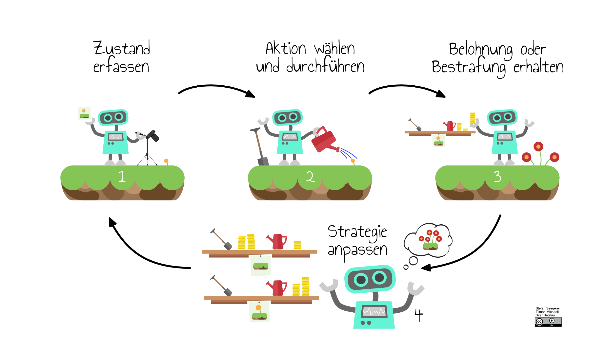 Zustand
erfassen
Aktion wählen
und durchführen
Belohnung oder
Bestrafung erhalten
1
2
3
Strategie
anpassen
4